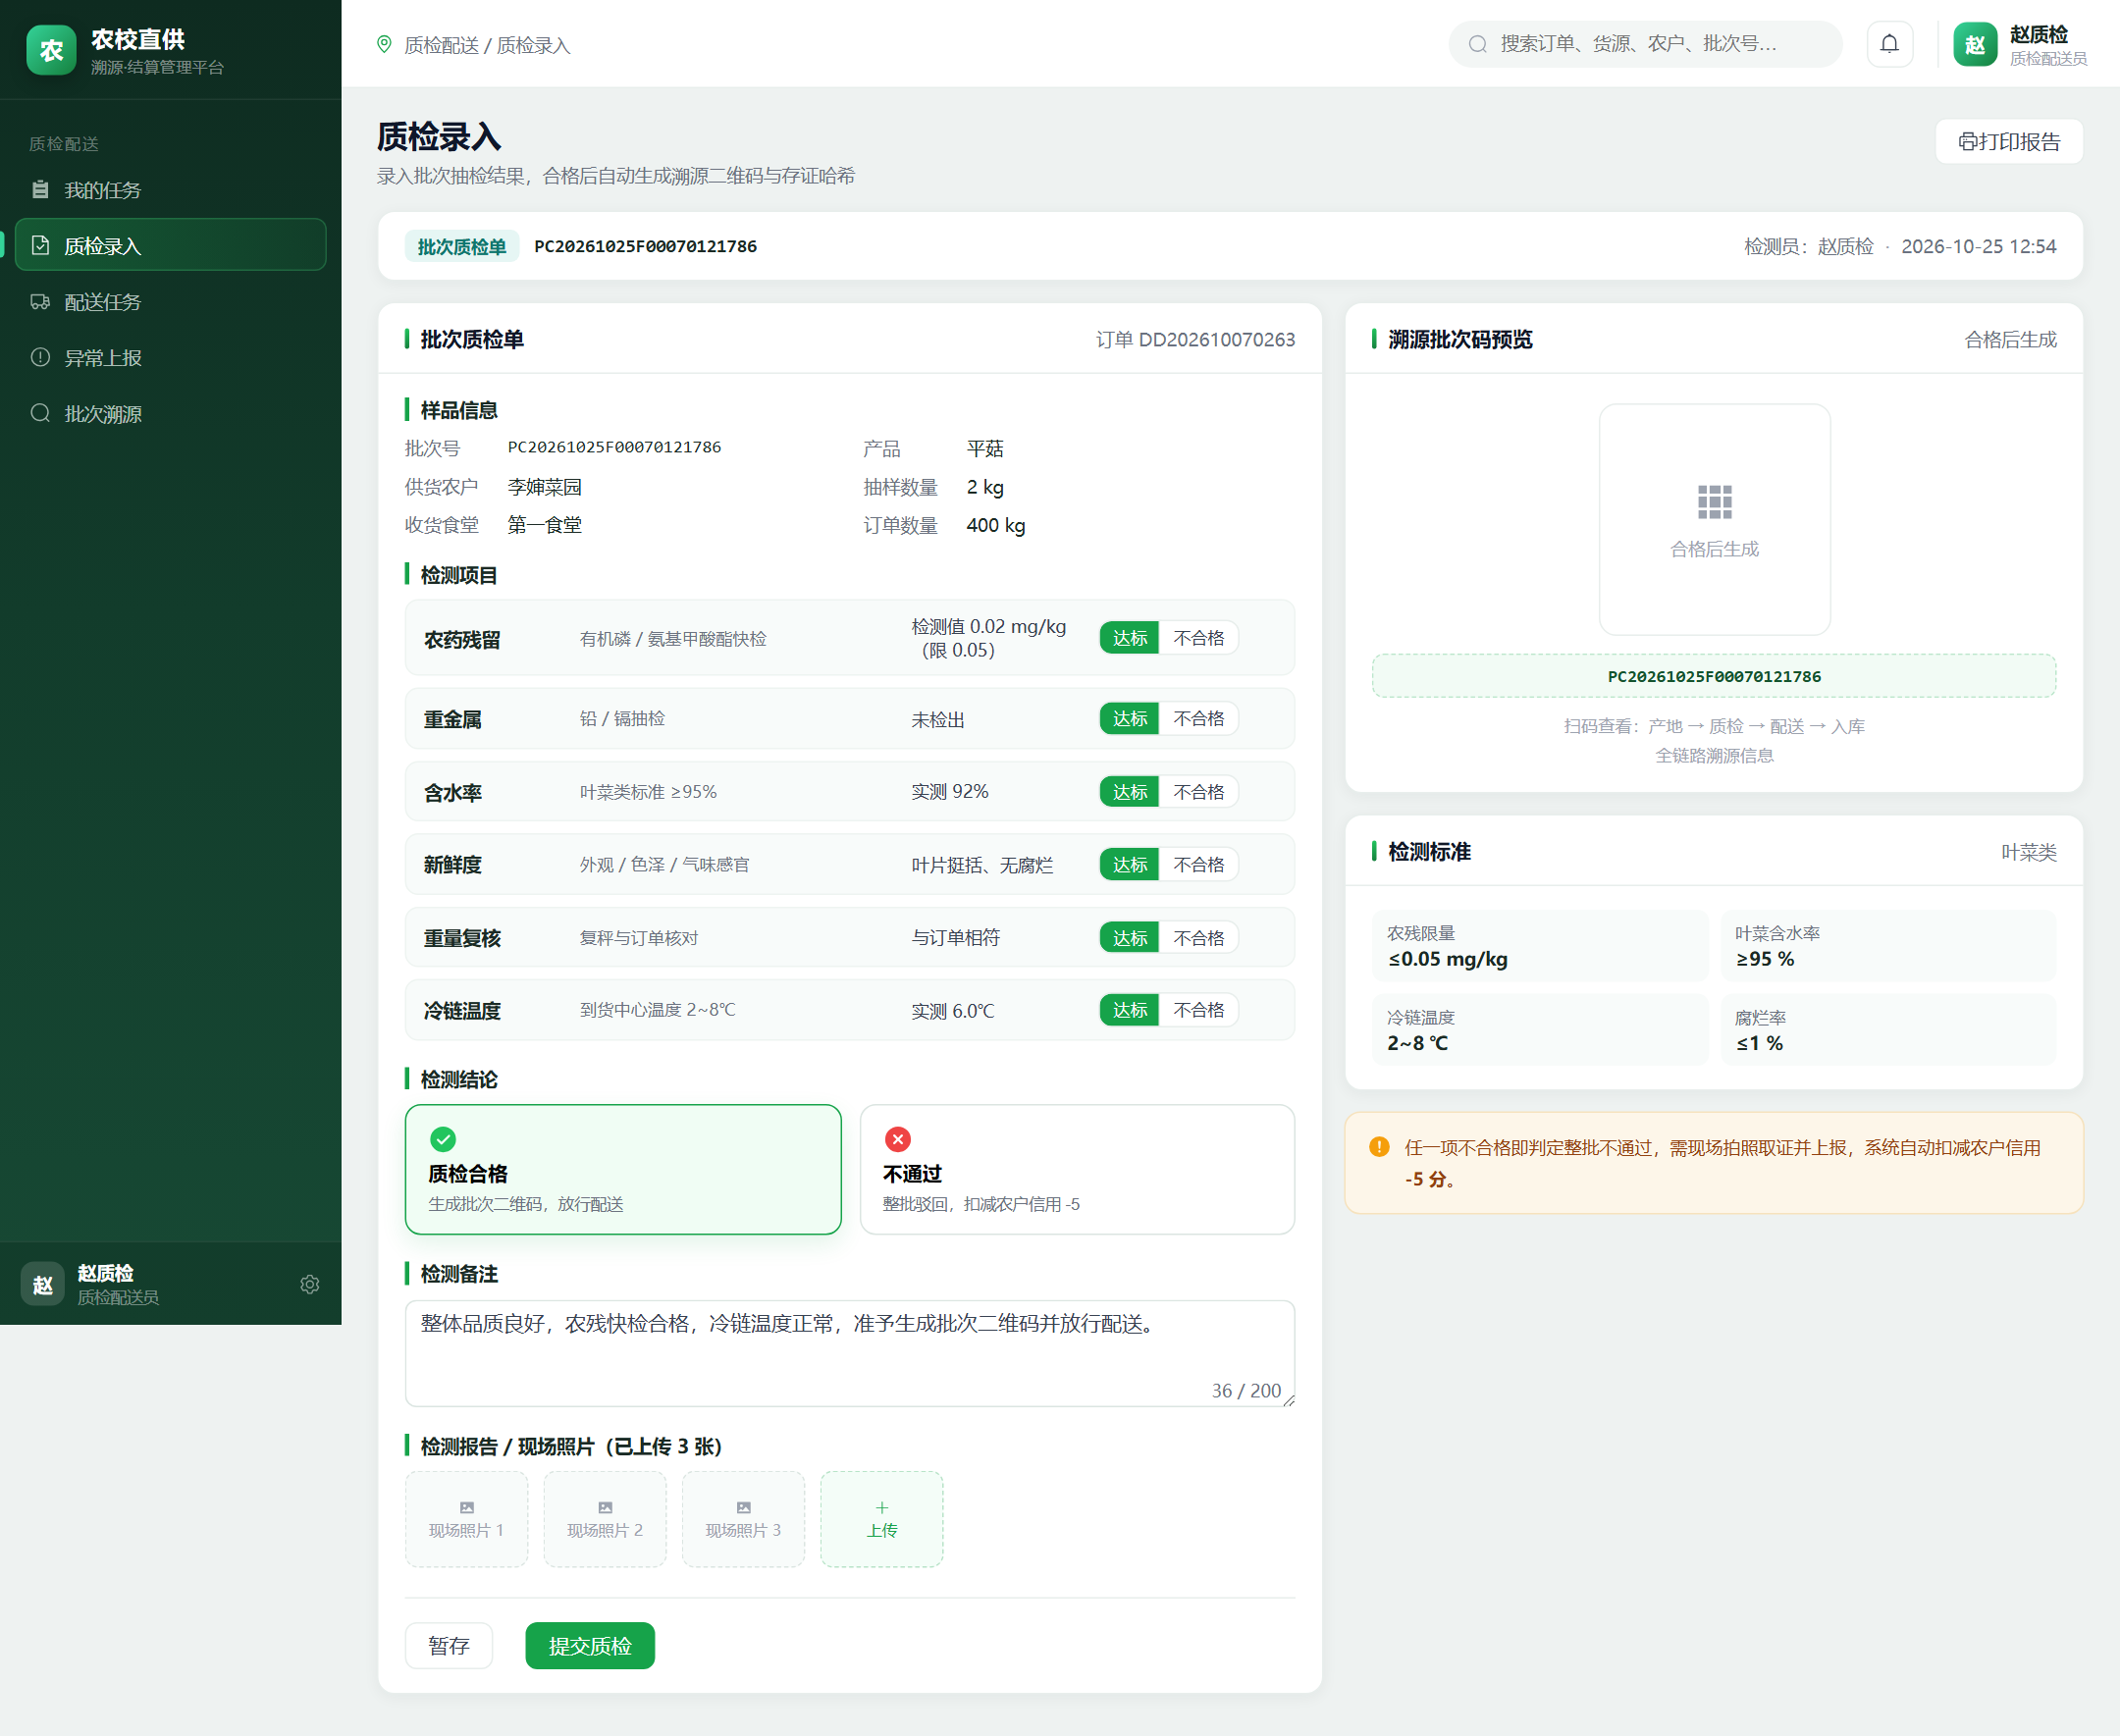 农
农校直供
溯源·结算管理平台
质检配送
我的任务
质检录入
配送任务
异常上报
批次溯源
赵
赵质检
质检配送员
质检配送 / 质检录入
搜索订单、货源、农户、批次号...
赵
赵质检
质检配送员
质检录入
录入批次抽检结果，合格后自动生成溯源二维码与存证哈希
打印报告
批次质检单 PC20261025F00070121786
检测员：赵质检 · 2026-10-25 12:54
批次质检单
订单 DD202610070263
样品信息
批次号 PC20261025F00070121786 产品 平菇
供货农户 李婶菜园 抽样数量 2 kg
收货食堂 第一食堂 订单数量 400 kg
检测项目
农药残留 有机磷 / 氨基甲酸酯快检 检测值 0.02 mg/kg
（限 0.05） 达标 不合格
重金属 铅 / 镉抽检 未检出 达标 不合格
含水率 叶菜类标准 ≥95% 实测 92% 达标 不合格
新鲜度 外观 / 色泽 / 气味感官 叶片挺括、无腐烂 达标 不合格
重量复核 复秤与订单核对 与订单相符 达标 不合格
冷链温度 到货中心温度 2~8℃ 实测 6.0℃ 达标 不合格
检测结论
质检合格
生成批次二维码，放行配送
不通过
整批驳回，扣减农户信用 -5
检测备注
整体品质良好，农残快检合格，冷链温度正常，准予生成批次二维码并放行配送。
36 / 200
检测报告 / 现场照片（已上传 3 张）
现场照片 1
现场照片 2
现场照片 3
上传
暂存
提交质检
溯源批次码预览
合格后生成
合格后生成
PC20261025F00070121786
扫码查看：产地 → 质检 → 配送 → 入库
全链路溯源信息
检测标准
叶菜类
农残限量
≤0.05 mg/kg
叶菜含水率
≥95 %
冷链温度
2~8 ℃
腐烂率
≤1 %
任一项不合格即判定整批不通过，需现场拍照取证并上报，系统自动扣减农户信用
-5 分。